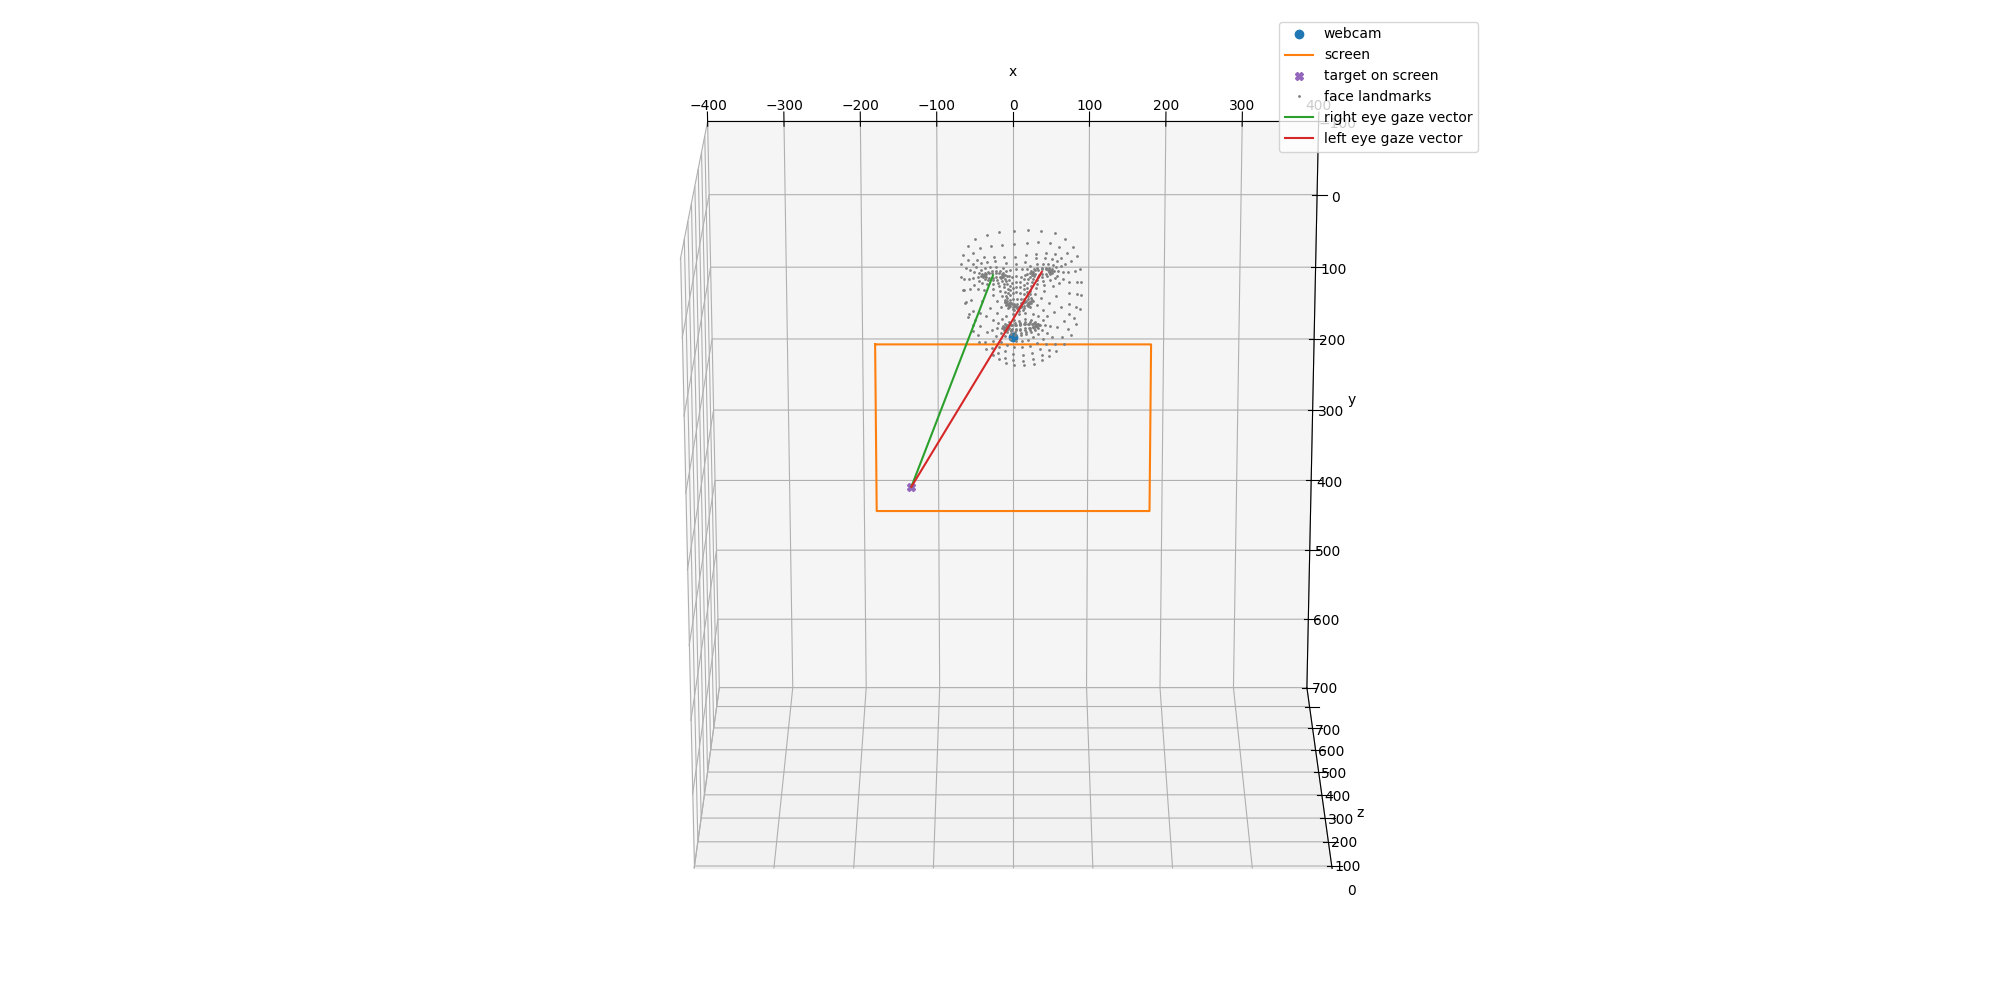 webcam
screen
target on screen
face landmarks
right eye gaze vector
left eye gaze vector
x
−400 −300 −200 −100 0 100 200 300 400
−100
0
100
200
300
y
400
500
600
700
700
600
500
400
300 z
200
100
0